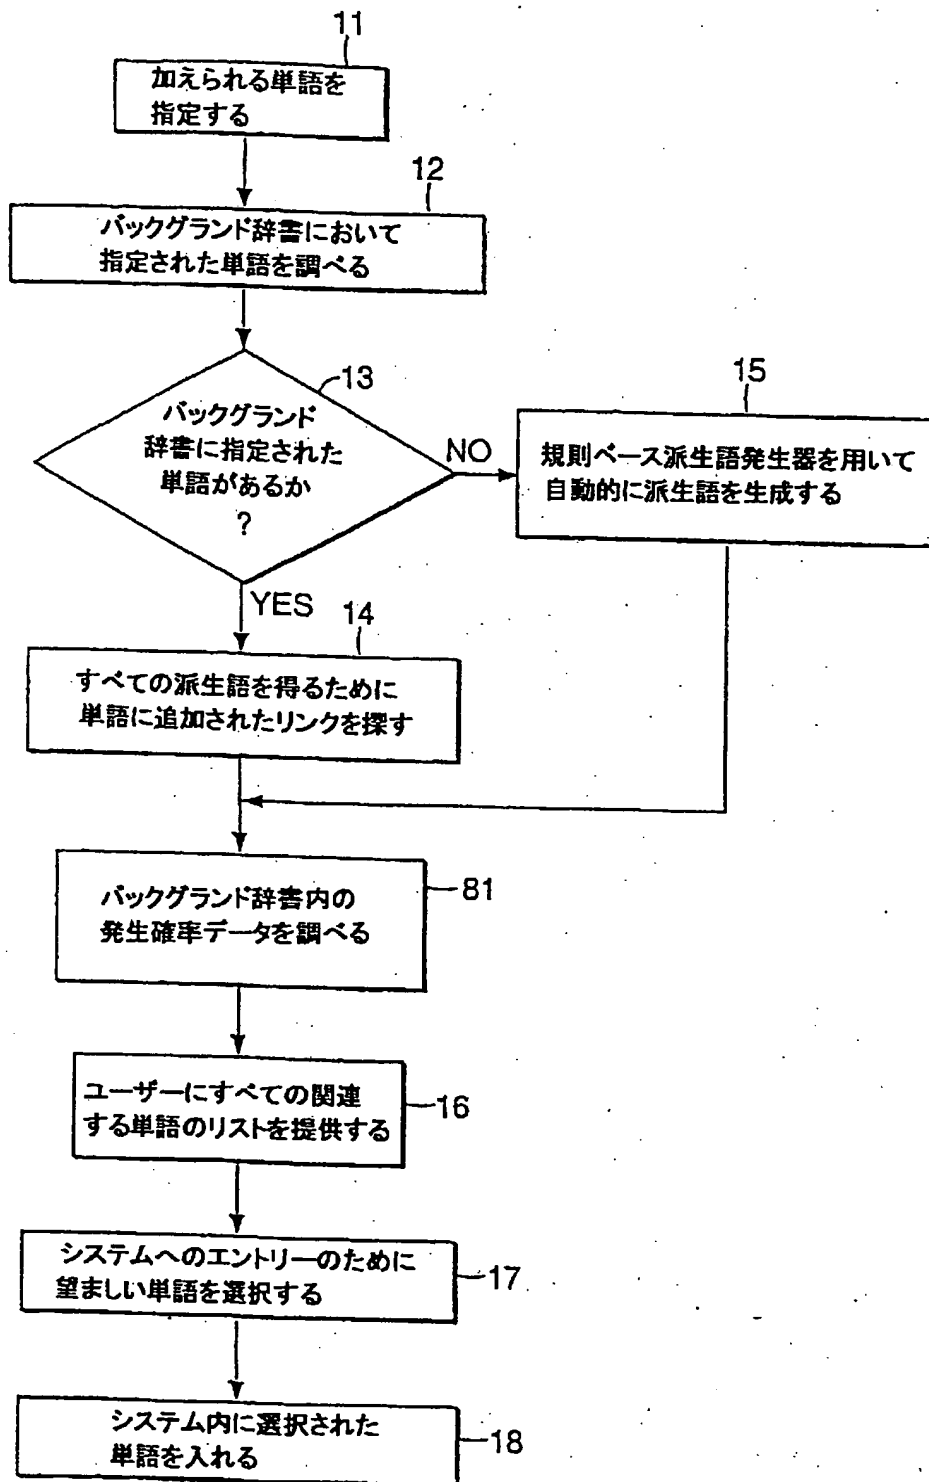 11
加えられる単語を
指定する
12
バックグランド辞書において
指定された単語を調べる
13
バックグランド
辞書に指定された
単語があるか
?
NO
15
規則ベース派生語発生器を用いて
自動的に派生語を生成する
YES
14
すべての派生語を得るために
単語に追加されたリンクを探す
バックグランド辞書内の
発生確率データを調べる
81
ユーザーにすべての関連
する単語のリストを提供する
16
システムへのエントリーのために
望ましい単語を選択する
17
システム内に選択された
単語を入れる
18